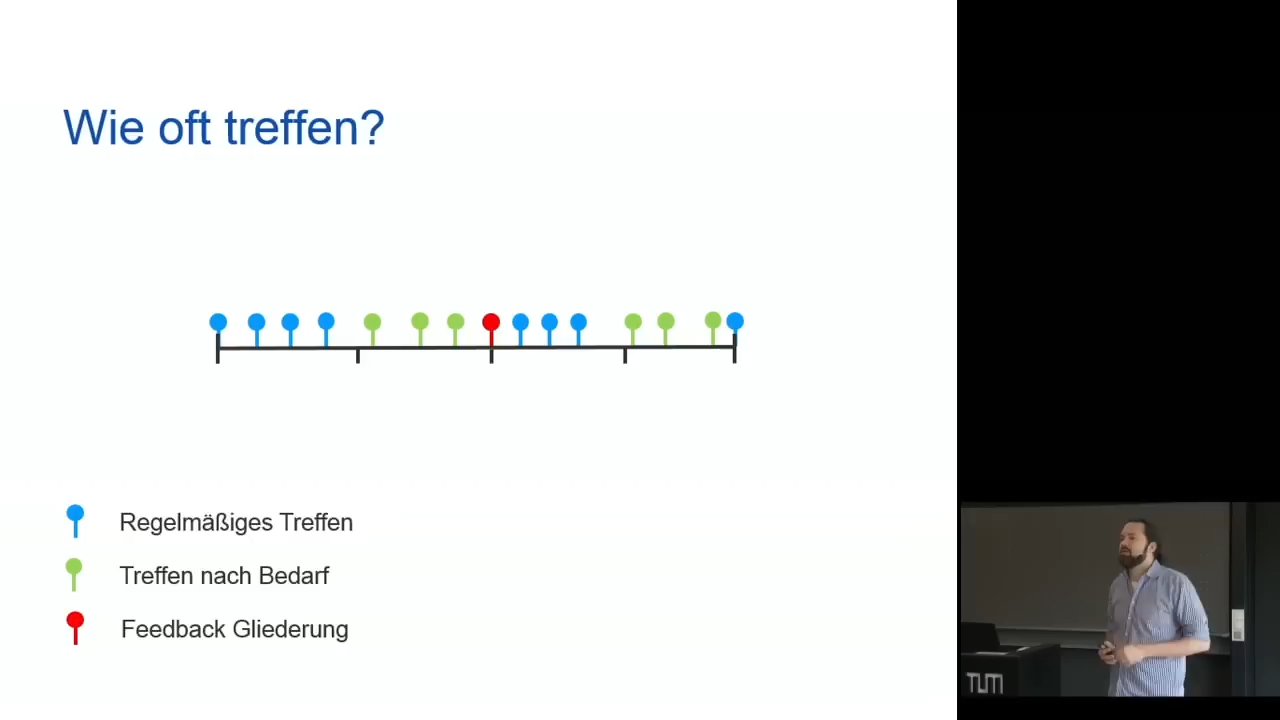 Wie oft treffen?
Regelmäßiges Treffen
Treffen nach Bedarf
Feedback Gliederung
TUM